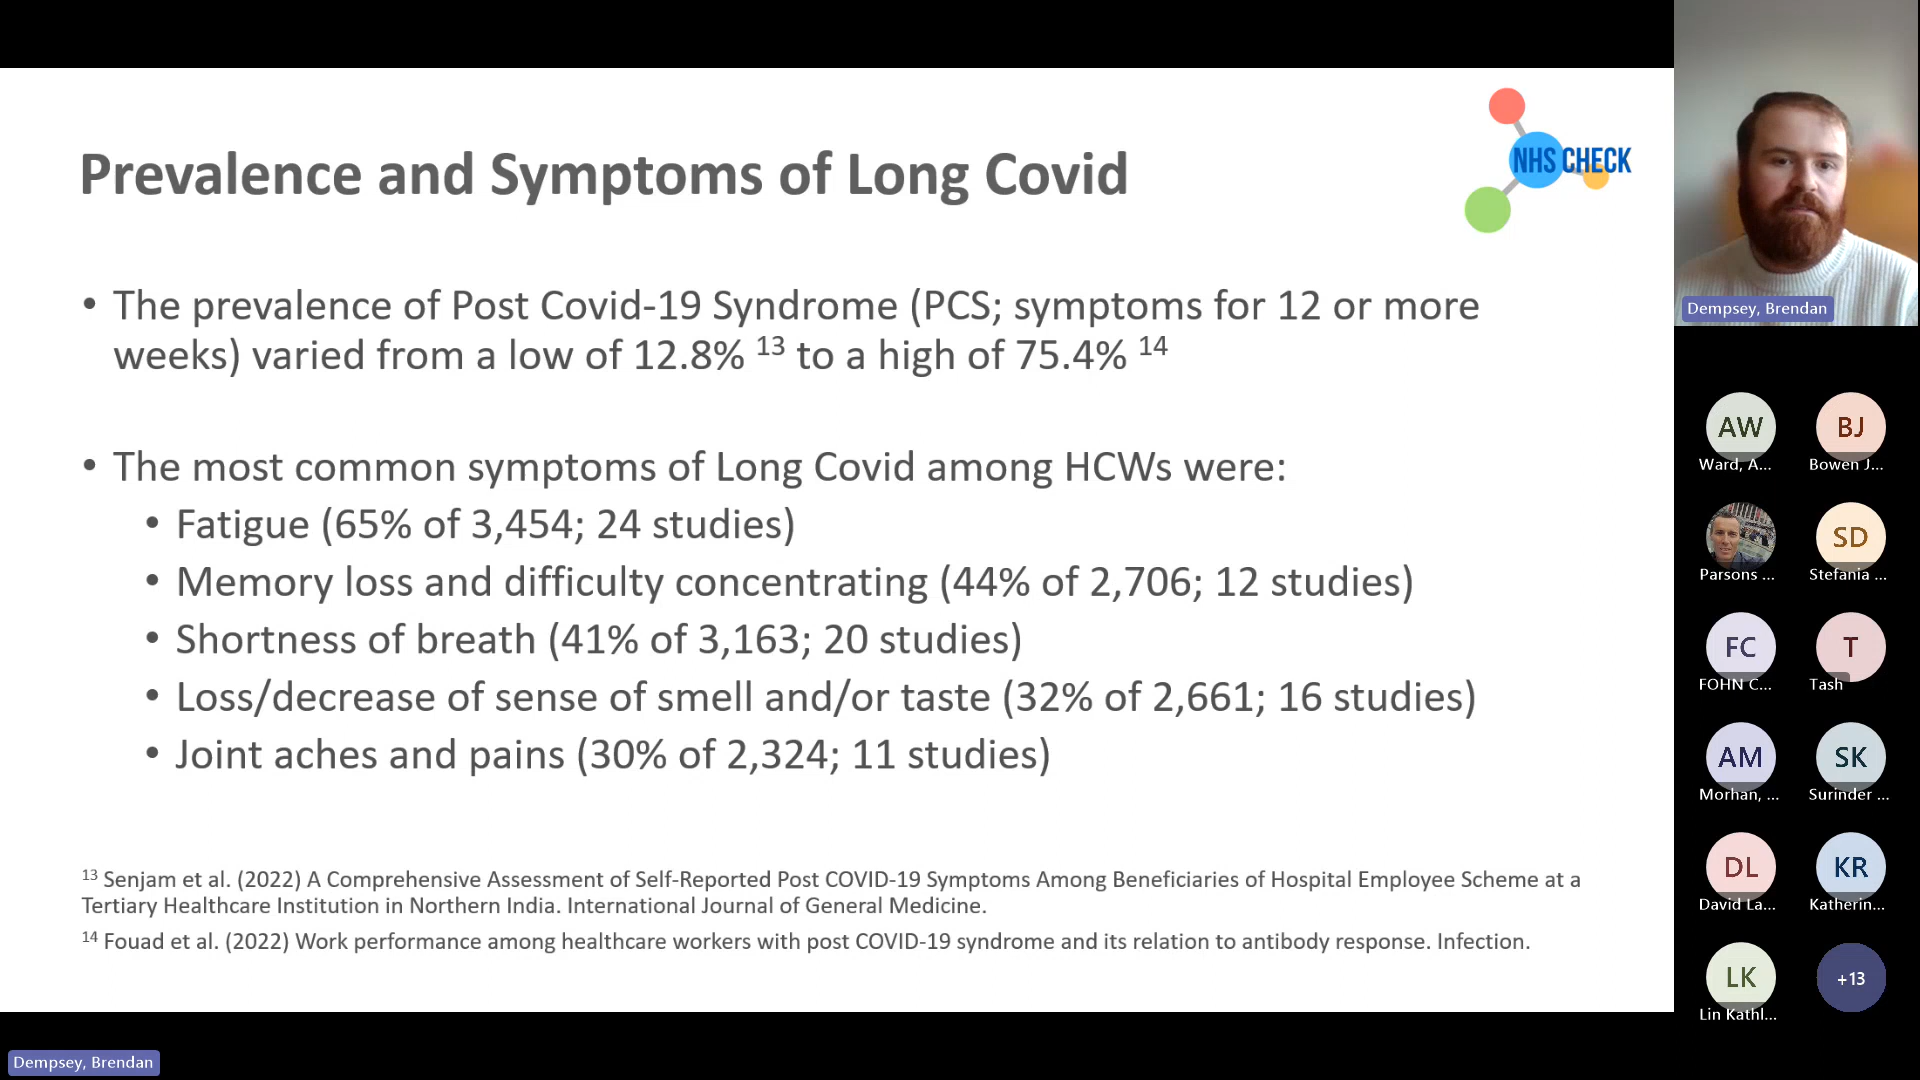 Prevalence and Symptoms of Long Covid
NHS CHECK
• The prevalence of Post Covid-19 Syndrome (PCS; symptoms for 12 or more
weeks) varied from a low of 12.8% 13 to a high of 75.4% 14
• The most common symptoms of Long Covid among HCWs were:
• Fatigue (65% of 3,454; 24 studies)
• Memory loss and difficulty concentrating (44% of 2,706; 12 studies)
• Shortness of breath (41% of 3,163; 20 studies)
• Loss/decrease of sense of smell and/or taste (32% of 2,661; 16 studies)
• Joint aches and pains (30% of 2,324; 11 studies)
13 Senjam et al. (2022) A Comprehensive Assessment of Self-Reported Post COVID-19 Symptoms Among Beneficiaries of Hospital Employee Scheme at a
Tertiary Healthcare Institution in Northern India. International Journal of General Medicine.
14 Fouad et al. (2022) Work performance among healthcare workers with post COVID-19 syndrome and its relation to antibody response. Infection.
Dempsey, Brendan
AW
Ward, A...
BJ
Bowen J...
Parsons ...
SD
Stefania ...
FC
FOHN C...
T
Tash
AM
Morhan, ...
SK
Surinder ...
DL
David La...
KR
Katherin...
LK
Lin Kathl...
+13
Dempsey, Brendan